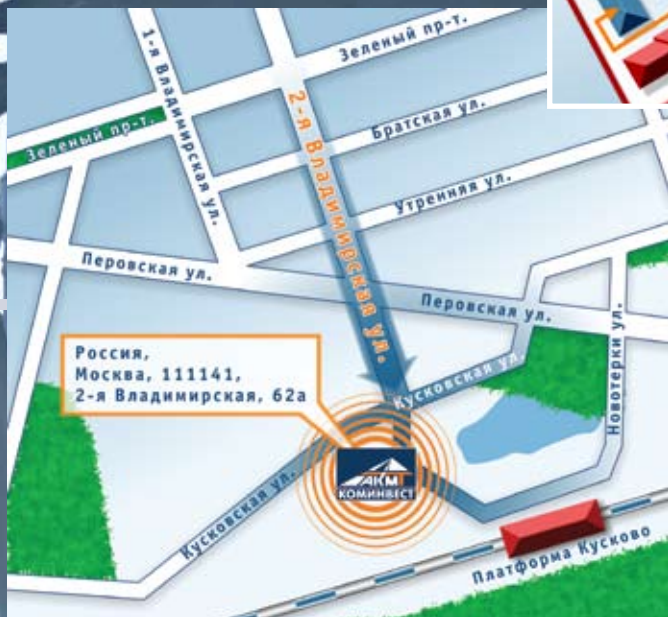 Зеленый пр-т.
1-я Владимирская ул.
2-я Владимирская ул.
Братская ул.
Зеленый пр-т.
Утренняя ул.
Перовская ул.
Перовская ул.
Россия,
Москва, 111141,
2-я Владимирская, 62а
Кусковская ул.
Новотерки ул.
АКМТ
КОМИНВЕСТ
Кусковская ул.
Платформа Кусково